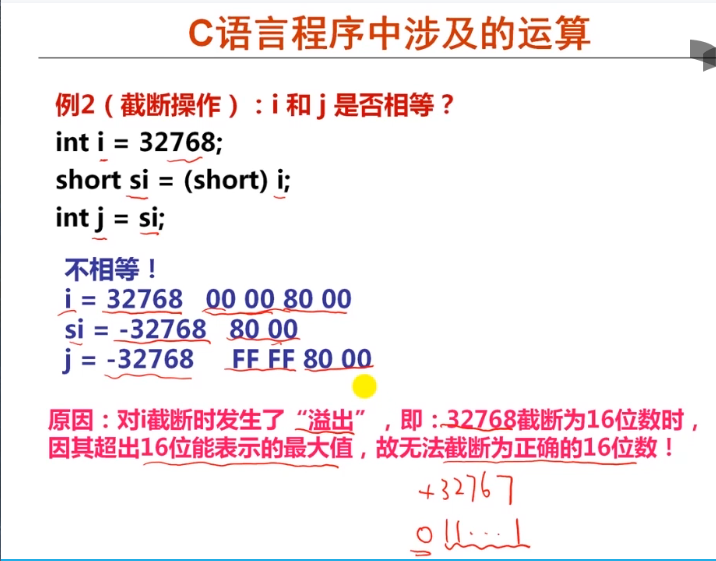 C语言程序中涉及的运算
例2（截断操作）：i 和 j 是否相等？
int i = 32768;
short si = (short) i;
int j = si;
不相等！
i = 32768 00 00 80 00
si = -32768 80 00
j = -32768 FF FF 80 00
原因：对i截断时发生了“溢出”，即：32768截断为16位数时，
因其超出16位能表示的最大值，故无法截断为正确的16位数！
+32767
011...1